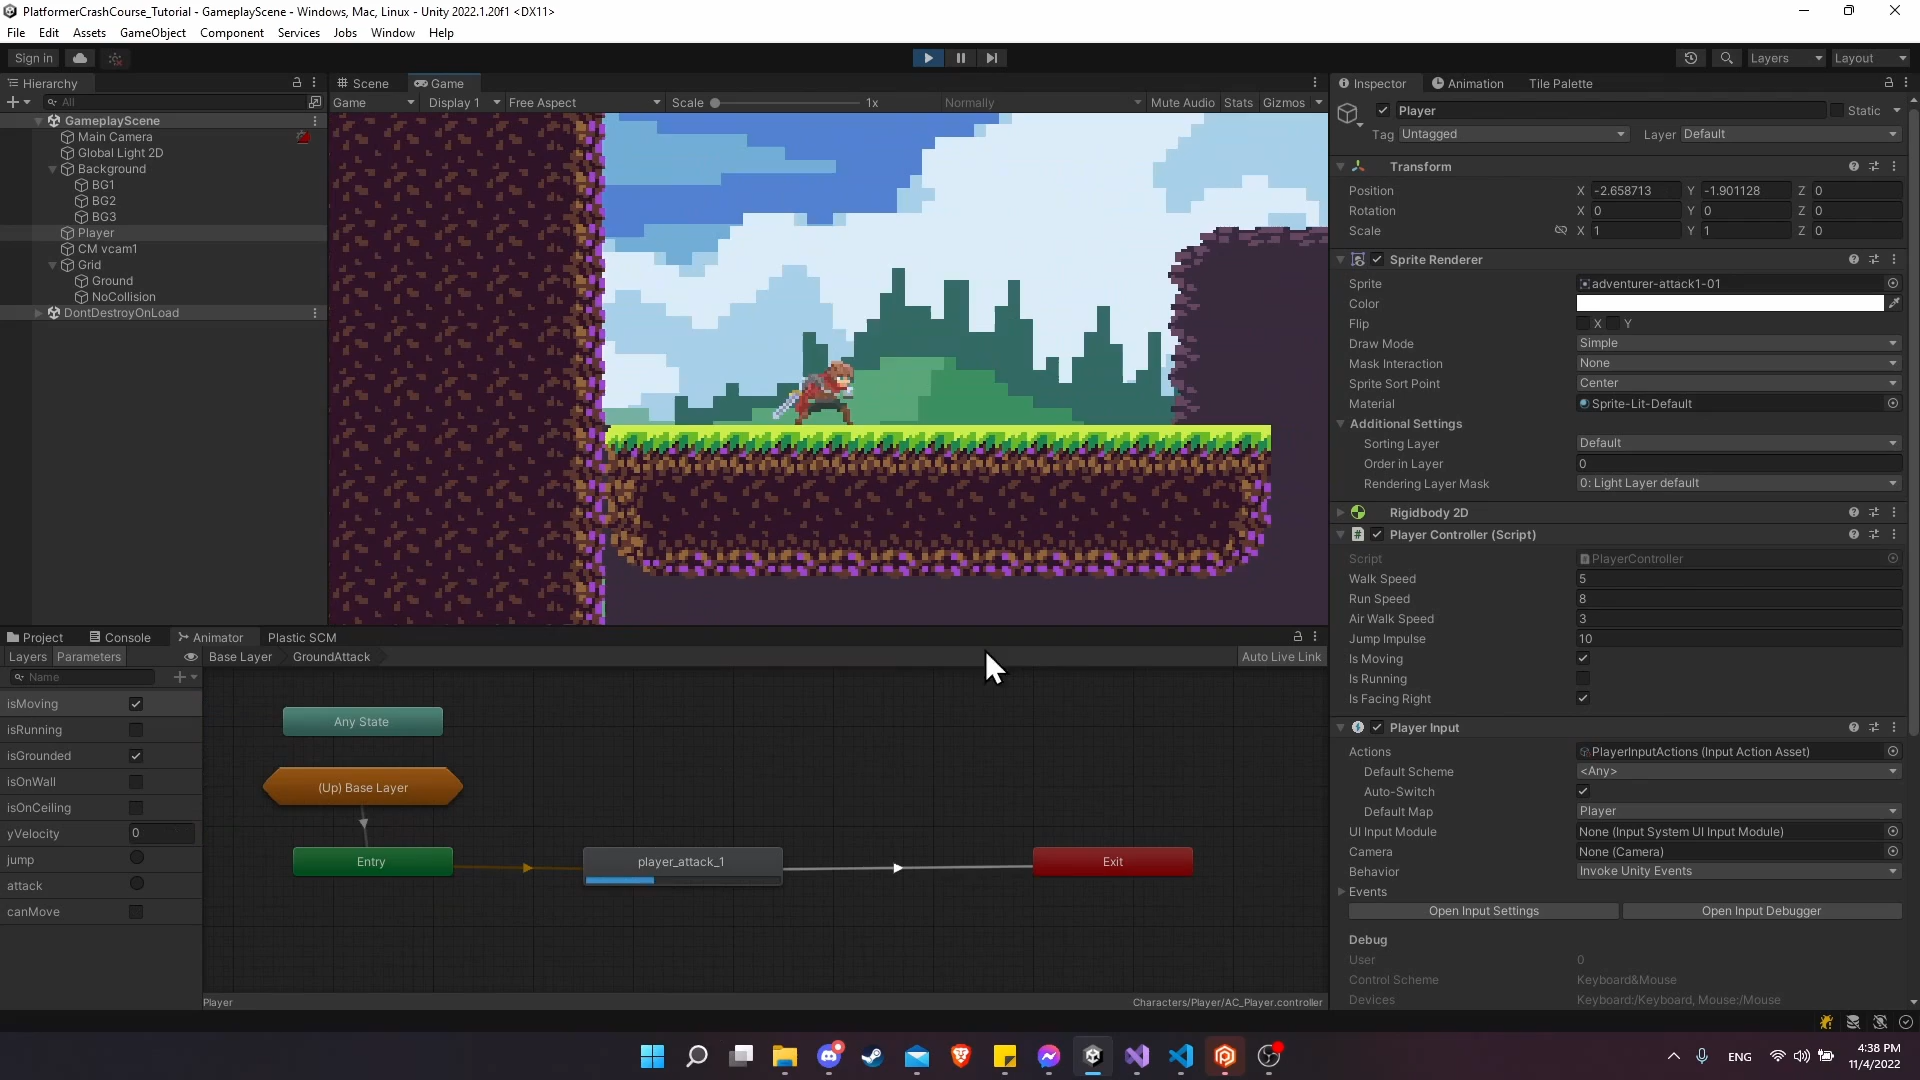 PlatformerCrashCourse_Tutorial - GameplayScene - Windows, Mac, Linux - Unity 2022.1.20f1 <DX11>
File Edit Assets GameObject Component Services Jobs Window Help
Sign in
Layers
Layout
Hierarchy
All
GameplayScene
Main Camera
Global Light 2D
Background
BG1
BG2
BG3
Player
CM vcam1
Grid
Ground
NoCollision
DontDestroyOnLoad
Scene
Game
Game Display 1 Free Aspect Scale 1x Normally Mute Audio Stats Gizmos
Project Console Animator Plastic SCM
Layers Parameters Base Layer GroundAttack Auto Live Link
Name
isMoving
isRunning
isGrounded
isOnWall
isOnCeiling
yVelocity 0
jump
attack
canMove
Any State
(Up) Base Layer
Entry
player_attack_1
Exit
Player
Characters/Player/AC_Player.controller
Inspector Animation Tile Palette
Player Static
Tag Untagged Layer Default
Transform
Position X -2.658713 Y -1.901128 Z 0
Rotation X 0 Y 0 Z 0
Scale X 1 Y 1 Z 0
Sprite Renderer
Sprite adventurer-attack1-01
Color
Flip X Y
Draw Mode Simple
Mask Interaction None
Sprite Sort Point Center
Material Sprite-Lit-Default
Additional Settings
Sorting Layer Default
Order in Layer 0
Rendering Layer Mask 0: Light Layer default
Rigidbody 2D
Player Controller (Script)
Script PlayerController
Walk Speed 5
Run Speed 8
Air Walk Speed 3
Jump Impulse 10
Is Moving
Is Running
Is Facing Right
Player Input
Actions PlayerInputActions (Input Action Asset)
Default Scheme <Any>
Auto-Switch
Default Map Player
UI Input Module None (Input System UI Input Module)
Camera None (Camera)
Behavior Invoke Unity Events
Events
Open Input Settings Open Input Debugger
Debug
User 0
Control Scheme Keyboard&Mouse
Devices Keyboard:/Keyboard, Mouse:/Mouse
ENG
4:38 PM
11/4/2022